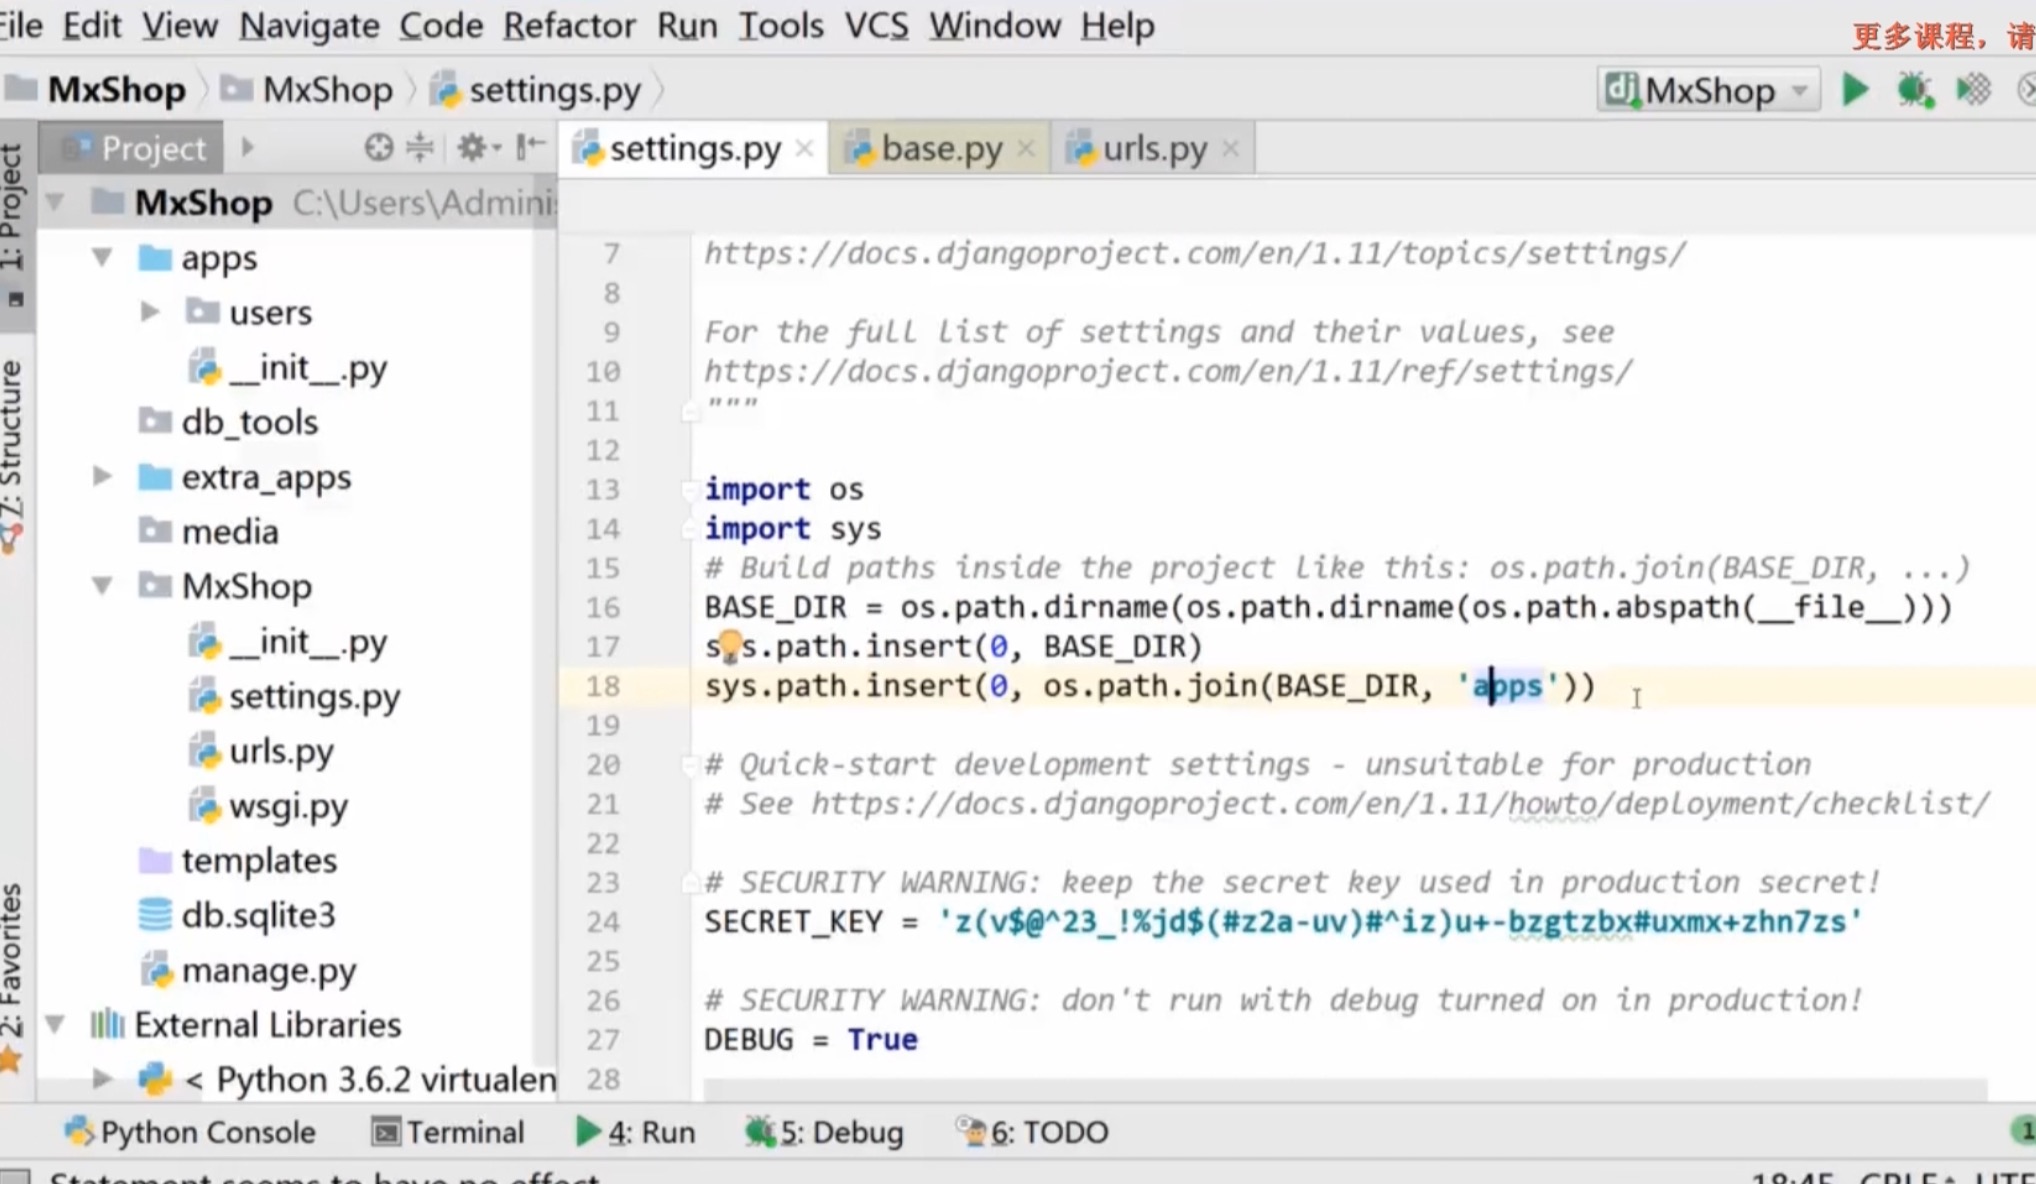 File Edit View Navigate Code Refactor Run Tools VCS Window Help
更多课程，请
MxShop MxShop settings.py
MxShop
1: Project
Project
settings.py base.py urls.py
MxShop C:\Users\Adminis
apps
users
__init__.py
db_tools
extra_apps
media
MxShop
__init__.py
settings.py
urls.py
wsgi.py
templates
db.sqlite3
manage.py
External Libraries
< Python 3.6.2 virtualen
Z: Structure
2: Favorites
7 https://docs.djangoproject.com/en/1.11/topics/settings/
8
9 For the full list of settings and their values, see
10 https://docs.djangoproject.com/en/1.11/ref/settings/
11 """
12
13 import os
14 import sys
15 # Build paths inside the project like this: os.path.join(BASE_DIR, ...)
16 BASE_DIR = os.path.dirname(os.path.dirname(os.path.abspath(__file__)))
17 sys.path.insert(0, BASE_DIR)
18 sys.path.insert(0, os.path.join(BASE_DIR, 'apps'))
19
20 # Quick-start development settings - unsuitable for production
21 # See https://docs.djangoproject.com/en/1.11/howto/deployment/checklist/
22
23 # SECURITY WARNING: keep the secret key used in production secret!
24 SECRET_KEY = 'z(v$@^23_!%jd$(#z2a-uv)#^iz)u+-bzgtzbx#uxmx+zhn7zs'
25
26 # SECURITY WARNING: don't run with debug turned on in production!
27 DEBUG = True
28
Python Console Terminal 4: Run 5: Debug 6: TODO
1
Statement seems to have no effect
18:45 CRLF UTF